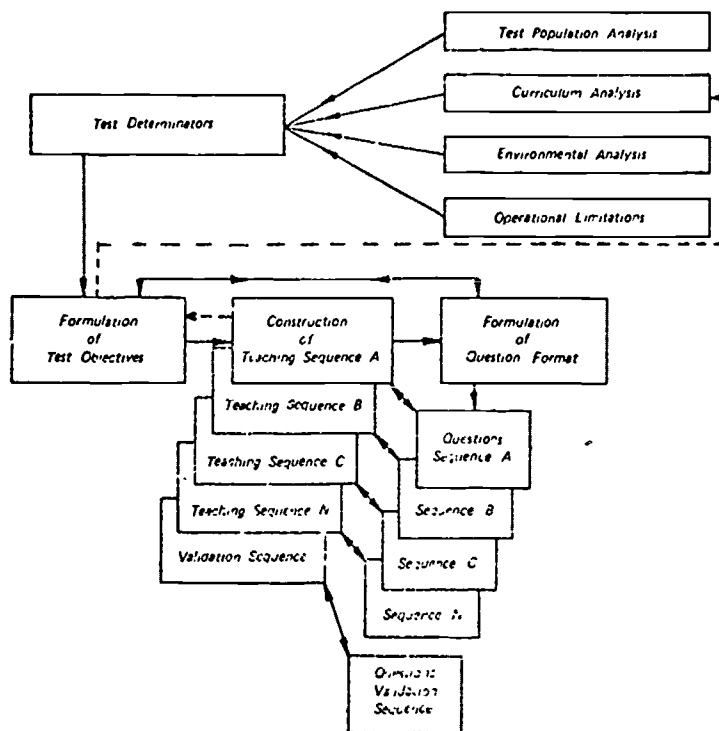 Test Population Analysis
Curriculum Analysis
Test Determinators
Environmental Analysis
Operational Limitations
Formulation
of
Test Objectives
Construction
of
Teaching Sequence A
Formulation
of
Question Format
Teaching Sequence B
Questions
Sequence A
Teaching Sequence C
Teaching Sequence N
Sequence B
Validation Sequence
Sequence C
Sequence N
Questions
Validation
Sequence